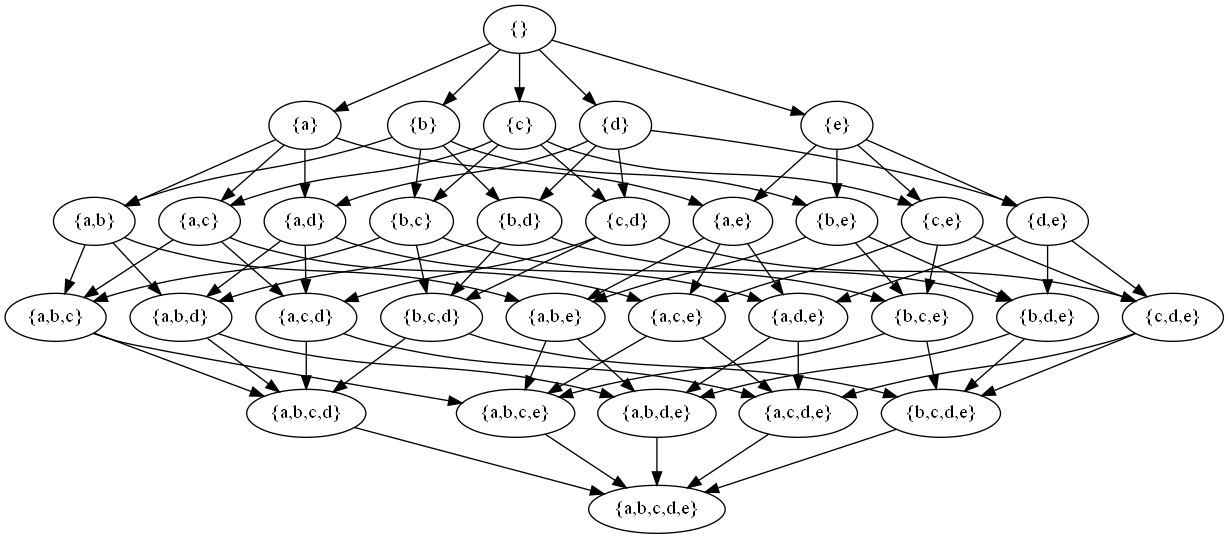 {}
{a} {b} {c} {d} {e}
{a,b} {a,c} {a,d} {b,c} {b,d} {c,d} {a,e} {b,e} {c,e} {d,e}
{a,b,c} {a,b,d} {a,c,d} {b,c,d} {a,b,e} {a,c,e} {a,d,e} {b,c,e} {b,d,e} {c,d,e}
{a,b,c,d} {a,b,c,e} {a,b,d,e} {a,c,d,e} {b,c,d,e}
{a,b,c,d,e}